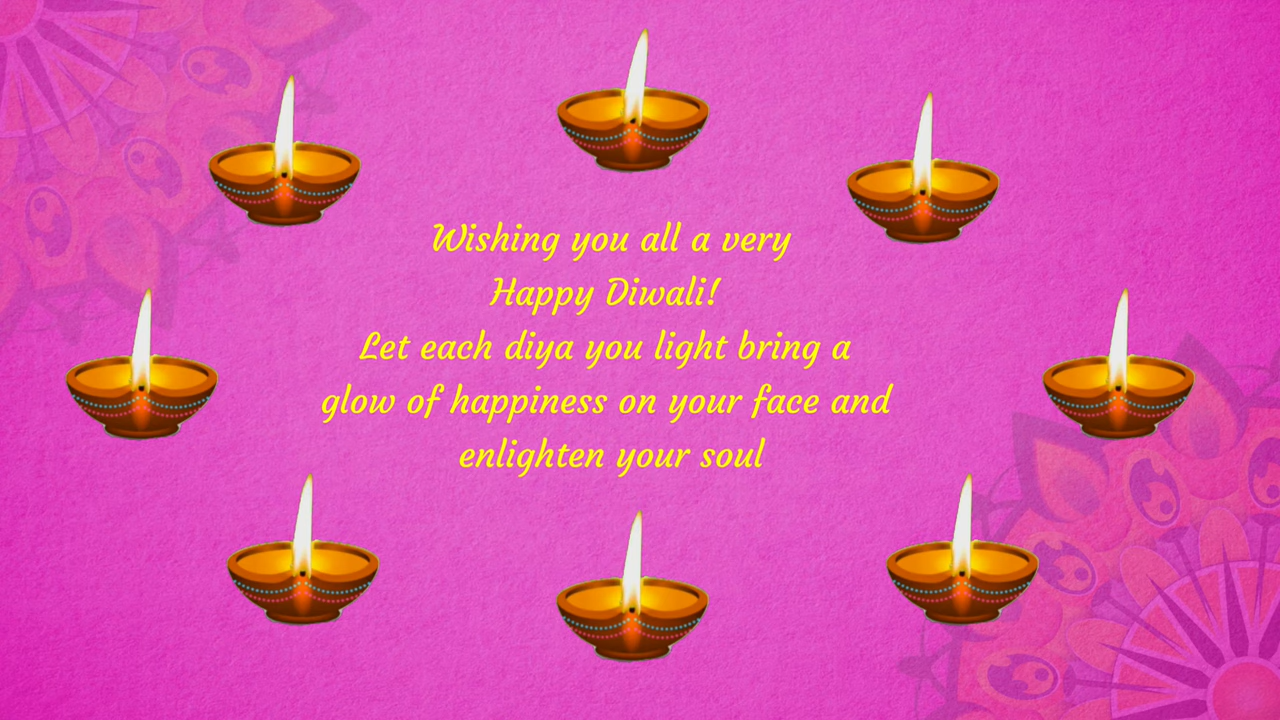 Wishing you all a very
Happy Diwali!
Let each diya you light bring a
glow of happiness on your face and
enlighten your soul